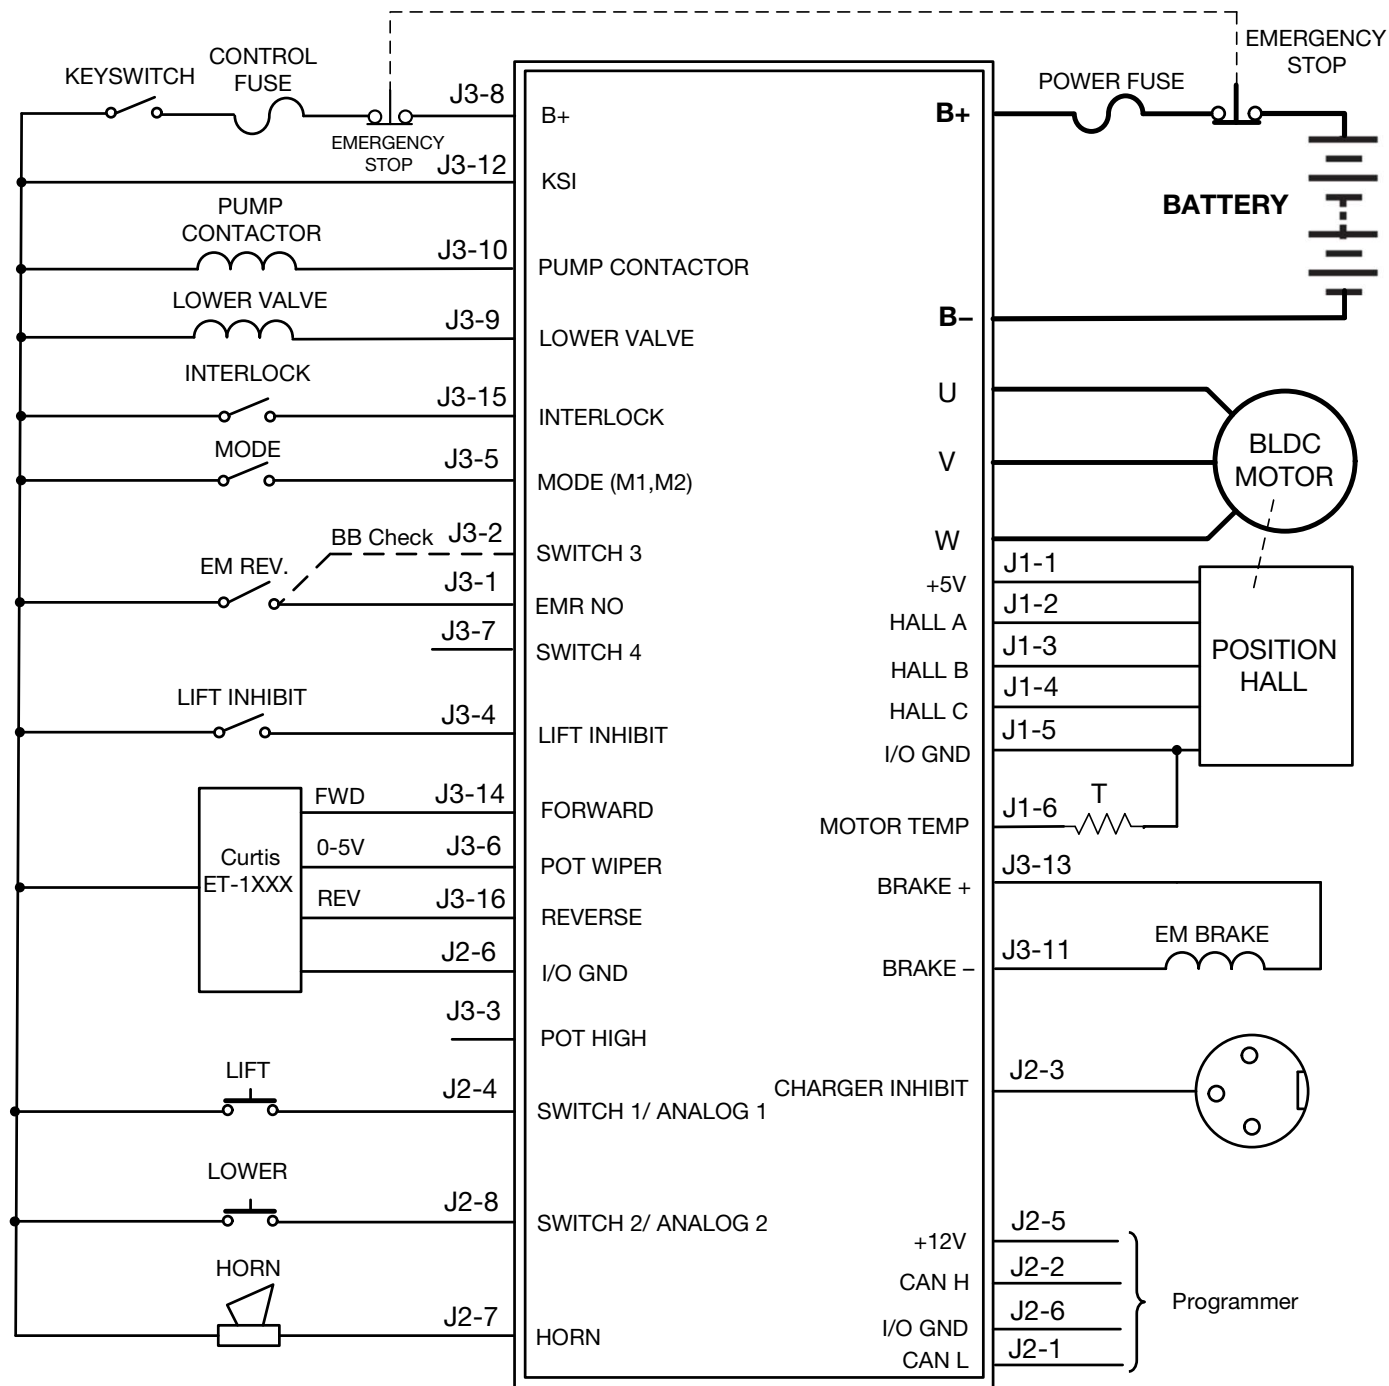 KEYSWITCH
CONTROL
FUSE
J3-8
B+
EMERGENCY
STOP
J3-12
KSI
PUMP
CONTACTOR
J3-10
PUMP CONTACTOR
LOWER VALVE
J3-9
LOWER VALVE
INTERLOCK
J3-15
INTERLOCK
MODE
J3-5
MODE (M1,M2)
BB Check
J3-2
SWITCH 3
EM REV.
J3-1
EMR NO
J3-7
SWITCH 4
LIFT INHIBIT
J3-4
LIFT INHIBIT
Curtis
ET-1XXX
FWD
J3-14
FORWARD
0-5V
J3-6
POT WIPER
REV
J3-16
REVERSE
J2-6
I/O GND
J3-3
POT HIGH
LIFT
J2-4
SWITCH 1/ ANALOG 1
LOWER
J2-8
SWITCH 2/ ANALOG 2
HORN
J2-7
HORN
B+
POWER FUSE
EMERGENCY
STOP
BATTERY
B–
U
V
W
BLDC
MOTOR
J1-1
+5V
J1-2
HALL A
J1-3
HALL B
J1-4
HALL C
J1-5
I/O GND
POSITION
HALL
J1-6
T
MOTOR TEMP
J3-13
BRAKE +
J3-11
EM BRAKE
BRAKE –
J2-3
CHARGER INHIBIT
J2-5
+12V
J2-2
CAN H
J2-6
I/O GND
J2-1
CAN L
Programmer